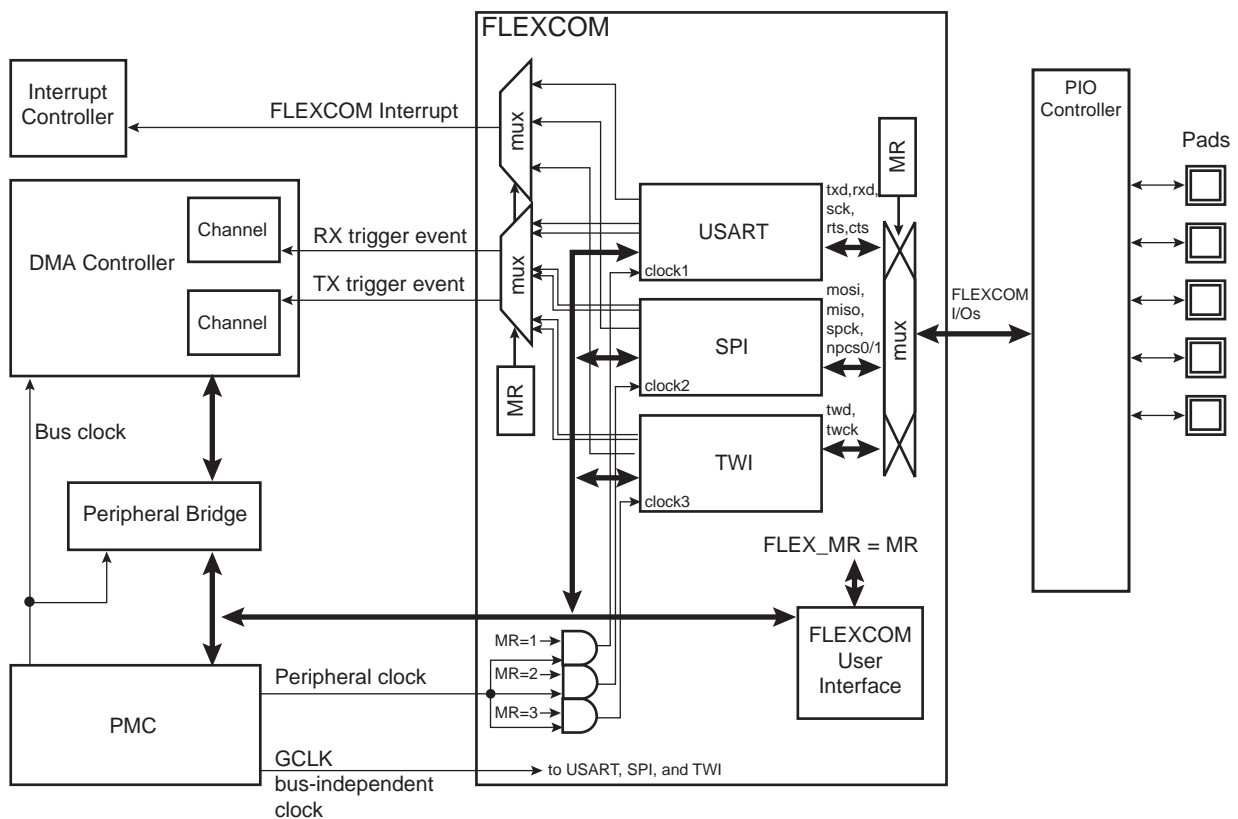 FLEXCOM
Interrupt
Controller
FLEXCOM Interrupt
mux
MR
PIO
Controller
Pads
DMA Controller
Channel
RX trigger event
Channel
TX trigger event
mux
MR
USART
clock1
txd,rxd,
sck,
rts,cts
SPI
clock2
mosi,
miso,
spck,
npcs0/1
TWI
clock3
twd,
twck
mux
FLEXCOM
I/Os
Bus clock
Peripheral Bridge
FLEX_MR = MR
FLEXCOM
User
Interface
MR=1
MR=2
MR=3
Peripheral clock
PMC
GCLK
bus-independent
clock
to USART, SPI, and TWI